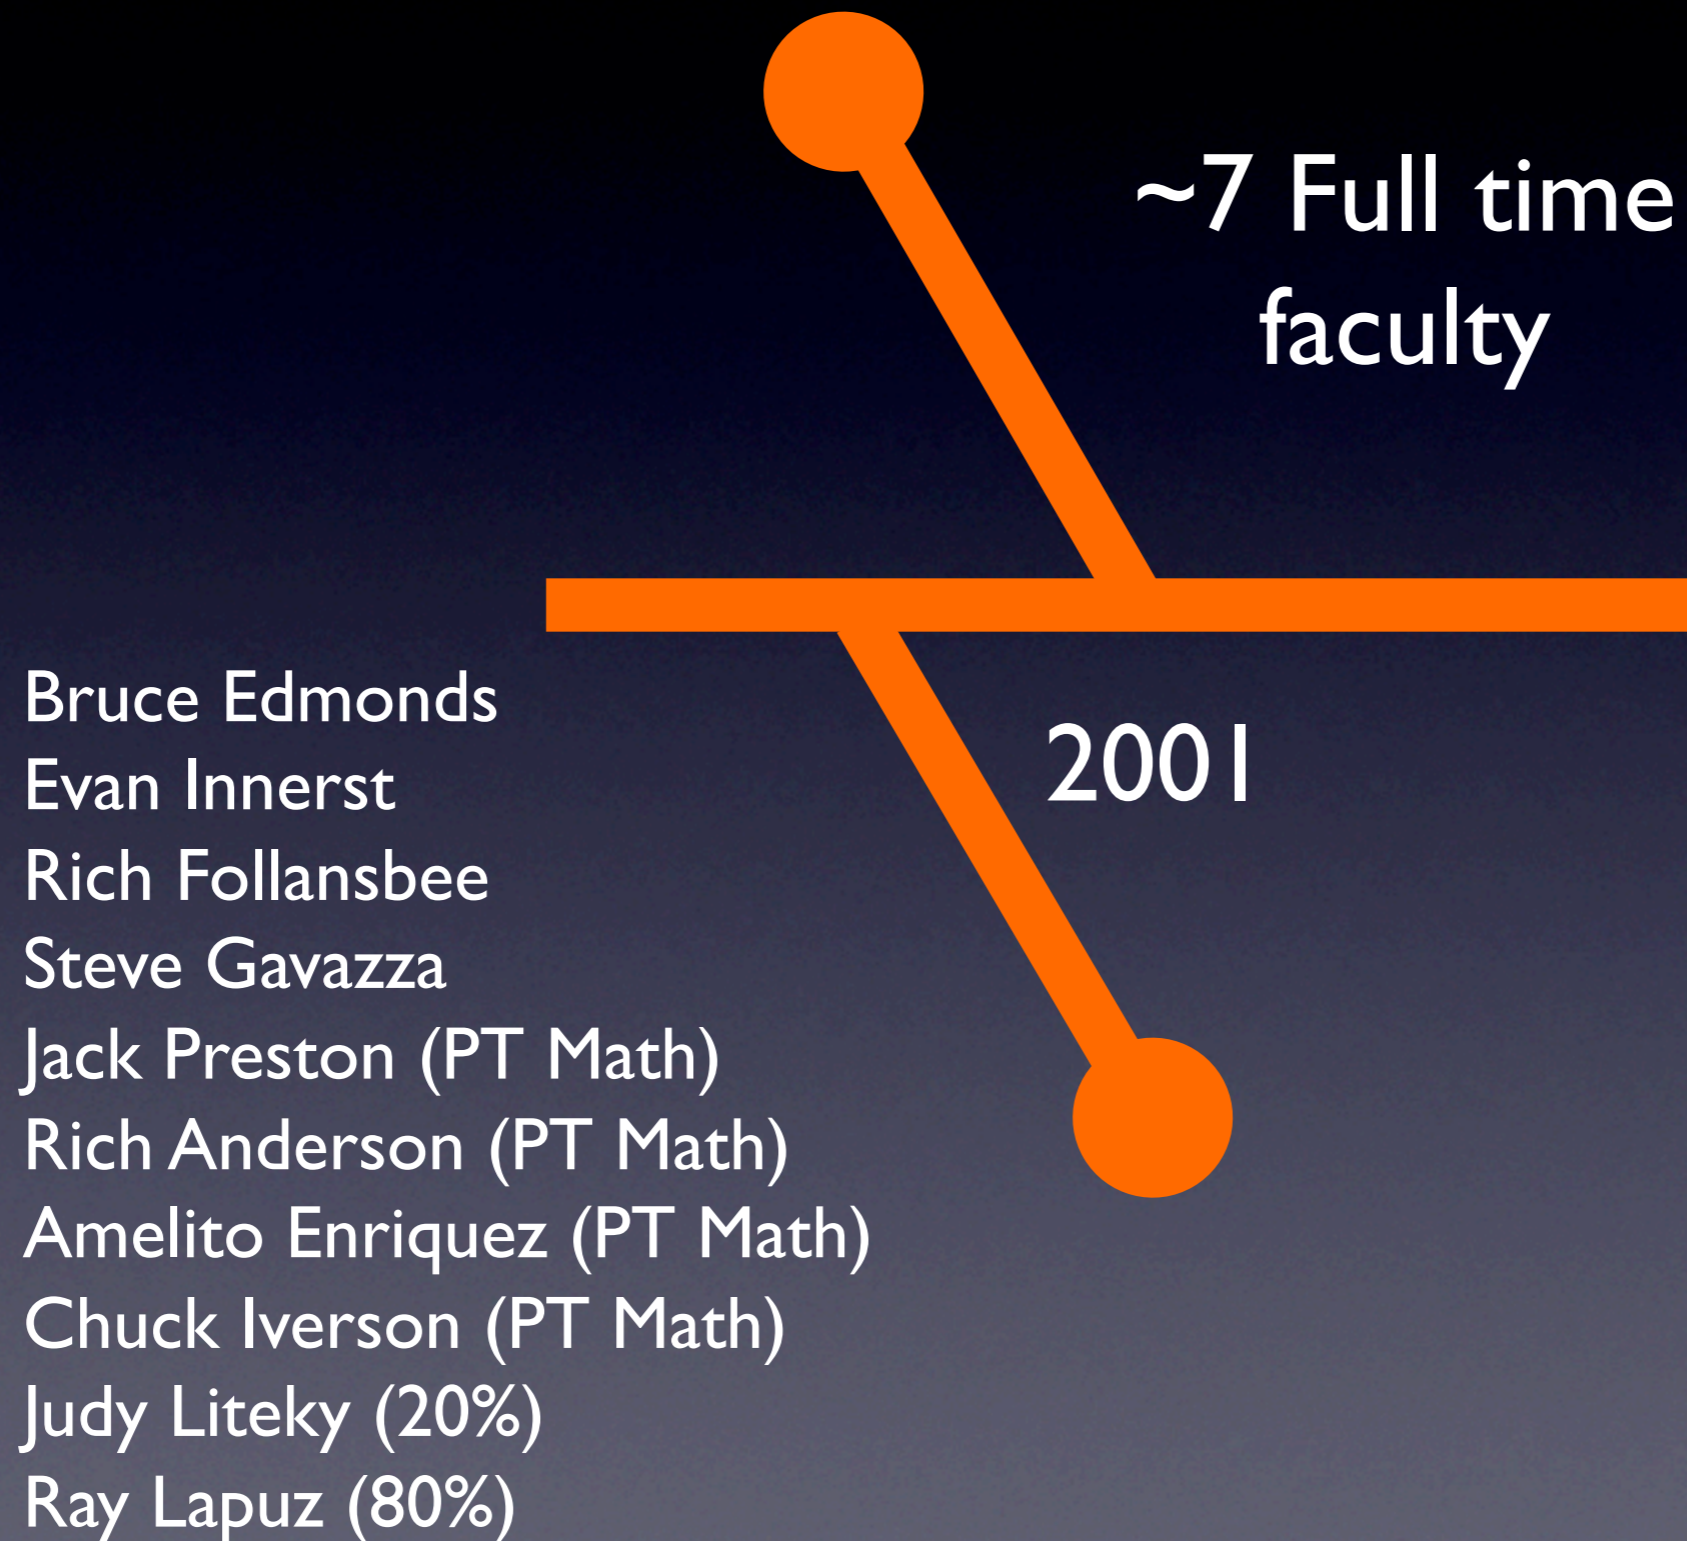 ~7 Full time
faculty
2001
Bruce Edmonds
Evan Innerst
Rich Follansbee
Steve Gavazza
Jack Preston (PT Math)
Rich Anderson (PT Math)
Amelito Enriquez (PT Math)
Chuck Iverson (PT Math)
Judy Liteky (20%)
Ray Lapuz (80%)